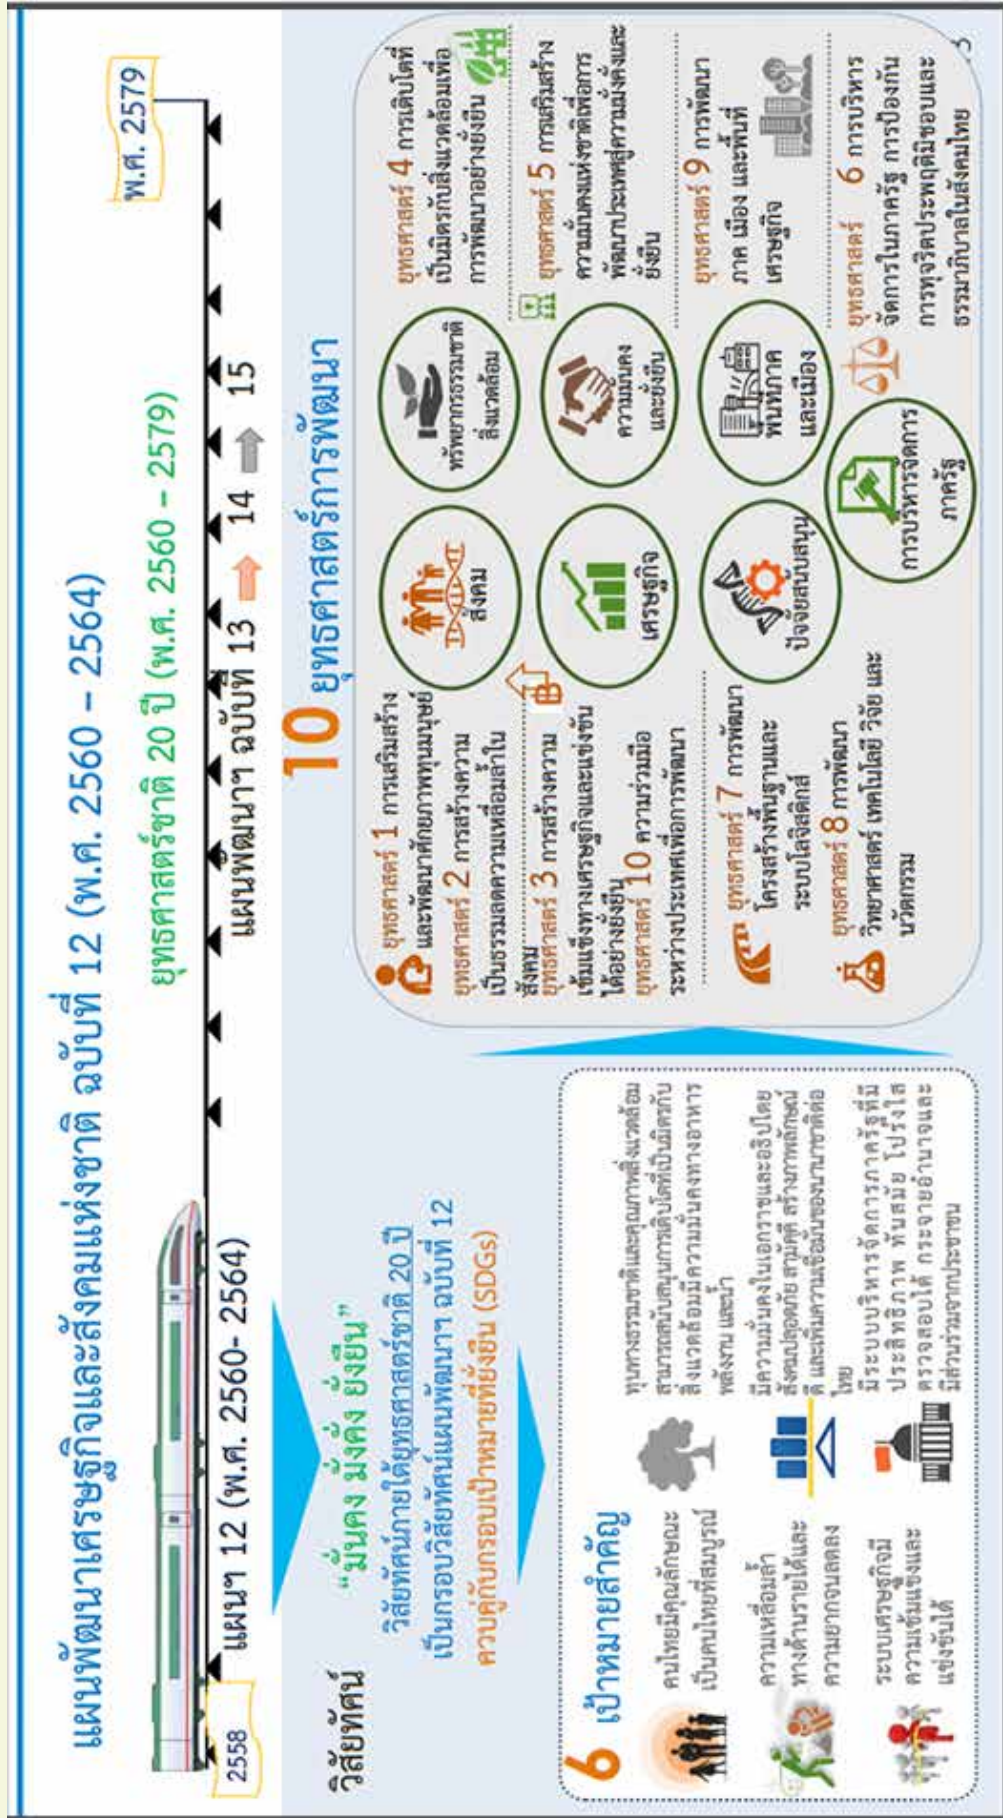 แผนพัฒนาเศรษฐกิจและสังคมแห่งชาติ ฉบับที่ 12 (พ.ศ. 2560 – 2564)
ยุทธศาสตร์ชาติ 20 ปี (พ.ศ. 2560 – 2579)
พ.ศ. 2579
2558
แผนฯ 12 (พ.ศ. 2560- 2564)
แผนพัฒนาฯ ฉบับที่ 13
14
15
วิสัยทัศน์
“มั่นคง มั่งคั่ง ยั่งยืน”
วิสัยทัศน์ภายใต้ยุทธศาสตร์ชาติ 20 ปี
เป็นกรอบวิสัยทัศน์แผนพัฒนาฯ ฉบับที่ 12
ควบคู่กับกรอบเป้าหมายที่ยั่งยืน (SDGs)
6 เป้าหมายสำคัญ
คนไทยมีคุณลักษณะ
เป็นคนไทยที่สมบูรณ์
ความเหลื่อมล้ำ
ทางด้านรายได้และ
ความยากจนลดลง
ระบบเศรษฐกิจมี
ความเข้มแข็งและ
แข่งขันได้
ทุนทางธรรมชาติและคุณภาพสิ่งแวดล้อม
สามารถสนับสนุนการเติบโตที่เป็นมิตรกับ
สิ่งแวดล้อมมีความมั่นคงทางอาหาร
พลังงาน และน้ำ
มีความมั่นคงในเอกราชและอธิปไตย
สังคมปลอดภัย สามัคคี สร้างภาพลักษณ์
ดี และเพิ่มความเชื่อมั่นของนานาชาติต่อ
ไทย
มีระบบบริหารจัดการภาครัฐที่มี
ประสิทธิภาพ ทันสมัย โปร่งใส
ตรวจสอบได้ กระจายอำนาจและ
มีส่วนร่วมจากประชาชน
10 ยุทธศาสตร์การพัฒนา
ยุทธศาสตร์ 1 การเสริมสร้าง
และพัฒนาศักยภาพทุนมนุษย์
ยุทธศาสตร์ 2 การสร้างความ
เป็นธรรมลดความเหลื่อมล้ำใน
สังคม
ยุทธศาสตร์ 3 การสร้างความ
เข้มแข็งทางเศรษฐกิจและแข่งขัน
ได้อย่างยั่งยืน
ยุทธศาสตร์ 10 ความร่วมมือ
ระหว่างประเทศเพื่อการพัฒนา
ยุทธศาสตร์ 7 การพัฒนา
โครงสร้างพื้นฐานและ
ระบบโลจิสติกส์
ยุทธศาสตร์ 8 การพัฒนา
วิทยาศาสตร์ เทคโนโลยี วิจัย และ
นวัตกรรม
สังคม
เศรษฐกิจ
ปัจจัยสนับสนุน
ทรัพยากรธรรมชาติ
สิ่งแวดล้อม
ความมั่นคง
และยั่งยืน
พื้นที่ภาค
และเมือง
การบริหารจัดการ
ภาครัฐ
ยุทธศาสตร์ 4 การเติบโตที่
เป็นมิตรกับสิ่งแวดล้อมเพื่อ
การพัฒนาอย่างยั่งยืน
ยุทธศาสตร์ 5 การเสริมสร้าง
ความมั่นคงแห่งชาติเพื่อการ
พัฒนาประเทศสู่ความมั่งคั่งและ
ยั่งยืน
ยุทธศาสตร์ 9 การพัฒนา
ภาค เมือง และพื้นที่
เศรษฐกิจ
ยุทธศาสตร์ 6 การบริหาร
จัดการในภาครัฐ การป้องกัน
การทุจริตประพฤติมิชอบและ
ธรรมาภิบาลในสังคมไทย